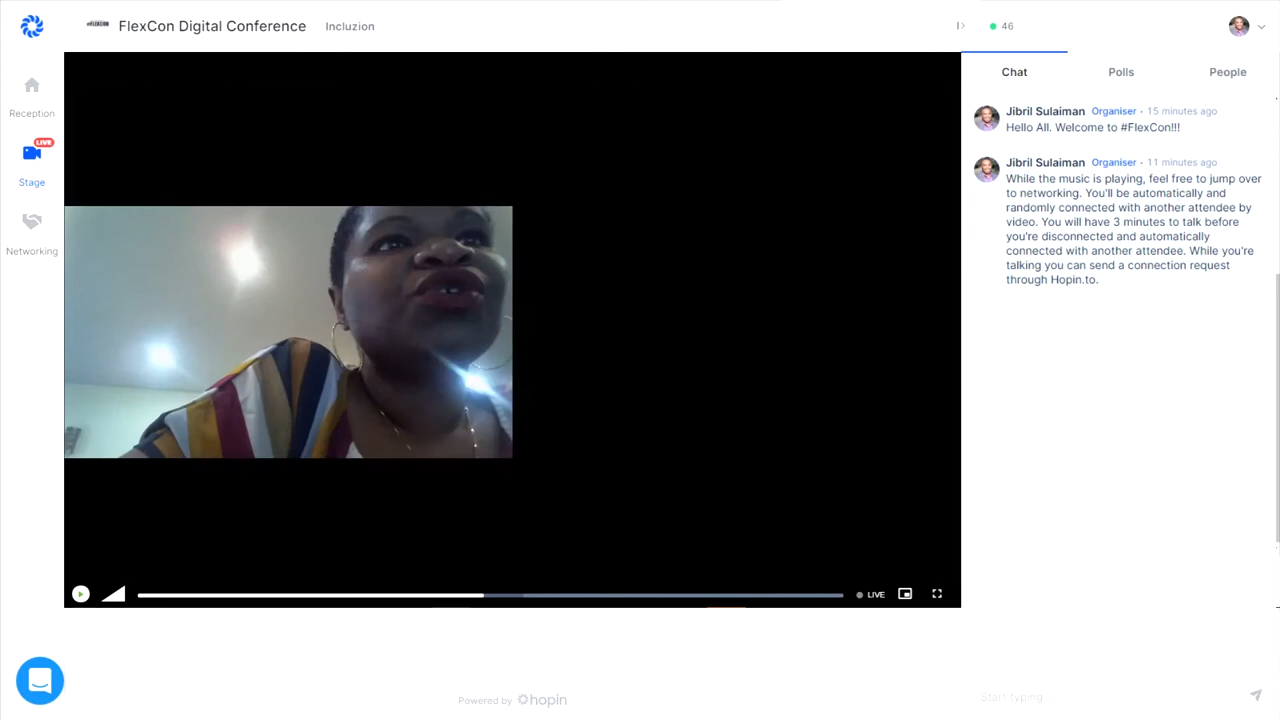 #FLEXCON FlexCon Digital Conference Incluzion
46
Reception
LIVE
Stage
Networking
Chat Polls People
Jibril Sulaiman Organiser • 15 minutes ago
Hello All. Welcome to #FlexCon!!!
Jibril Sulaiman Organiser • 11 minutes ago
While the music is playing, feel free to jump over
to networking. You'll be automatically and
randomly connected with another attendee by
video. You will have 3 minutes to talk before
you're disconnected and automatically
connected with another attendee. While you're
talking you can send a connection request
through Hopin.to.
LIVE
Powered by hopin
Start typing